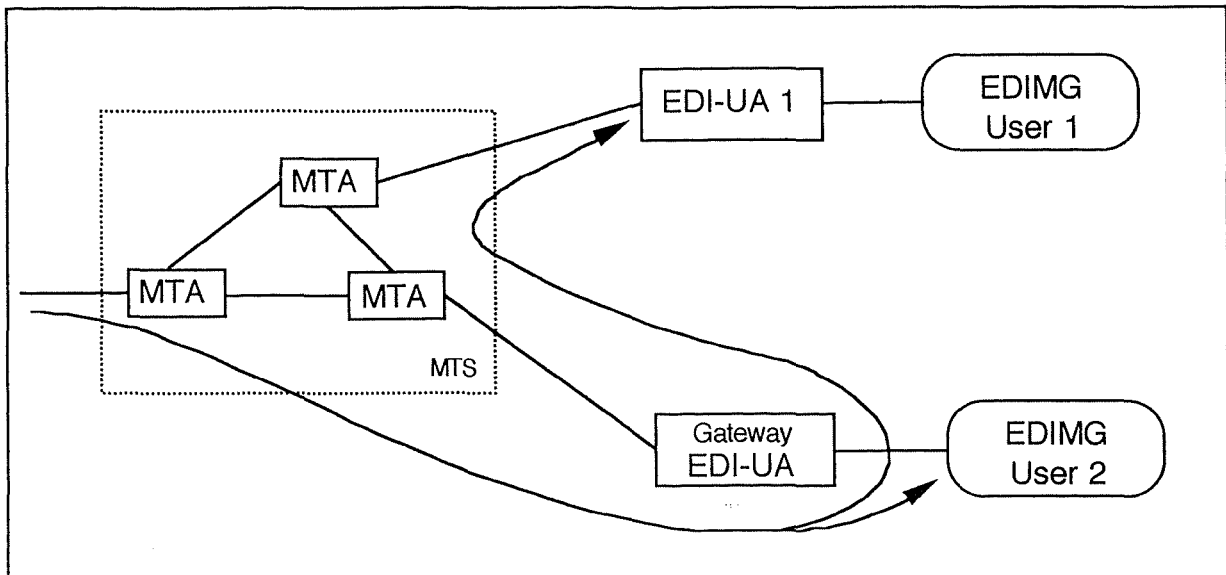 EDI-UA 1
EDIMG
User 1
MTA
MTA
MTA
MTS
Gateway
EDI-UA
EDIMG
User 2